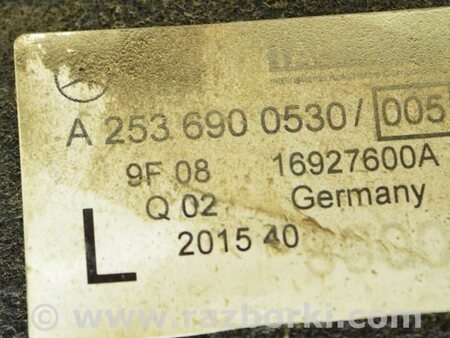 A 253 690 0530/ 005
9F 08 16927600A
Q 02 Germany
L 2015 40
© www.razborki.com